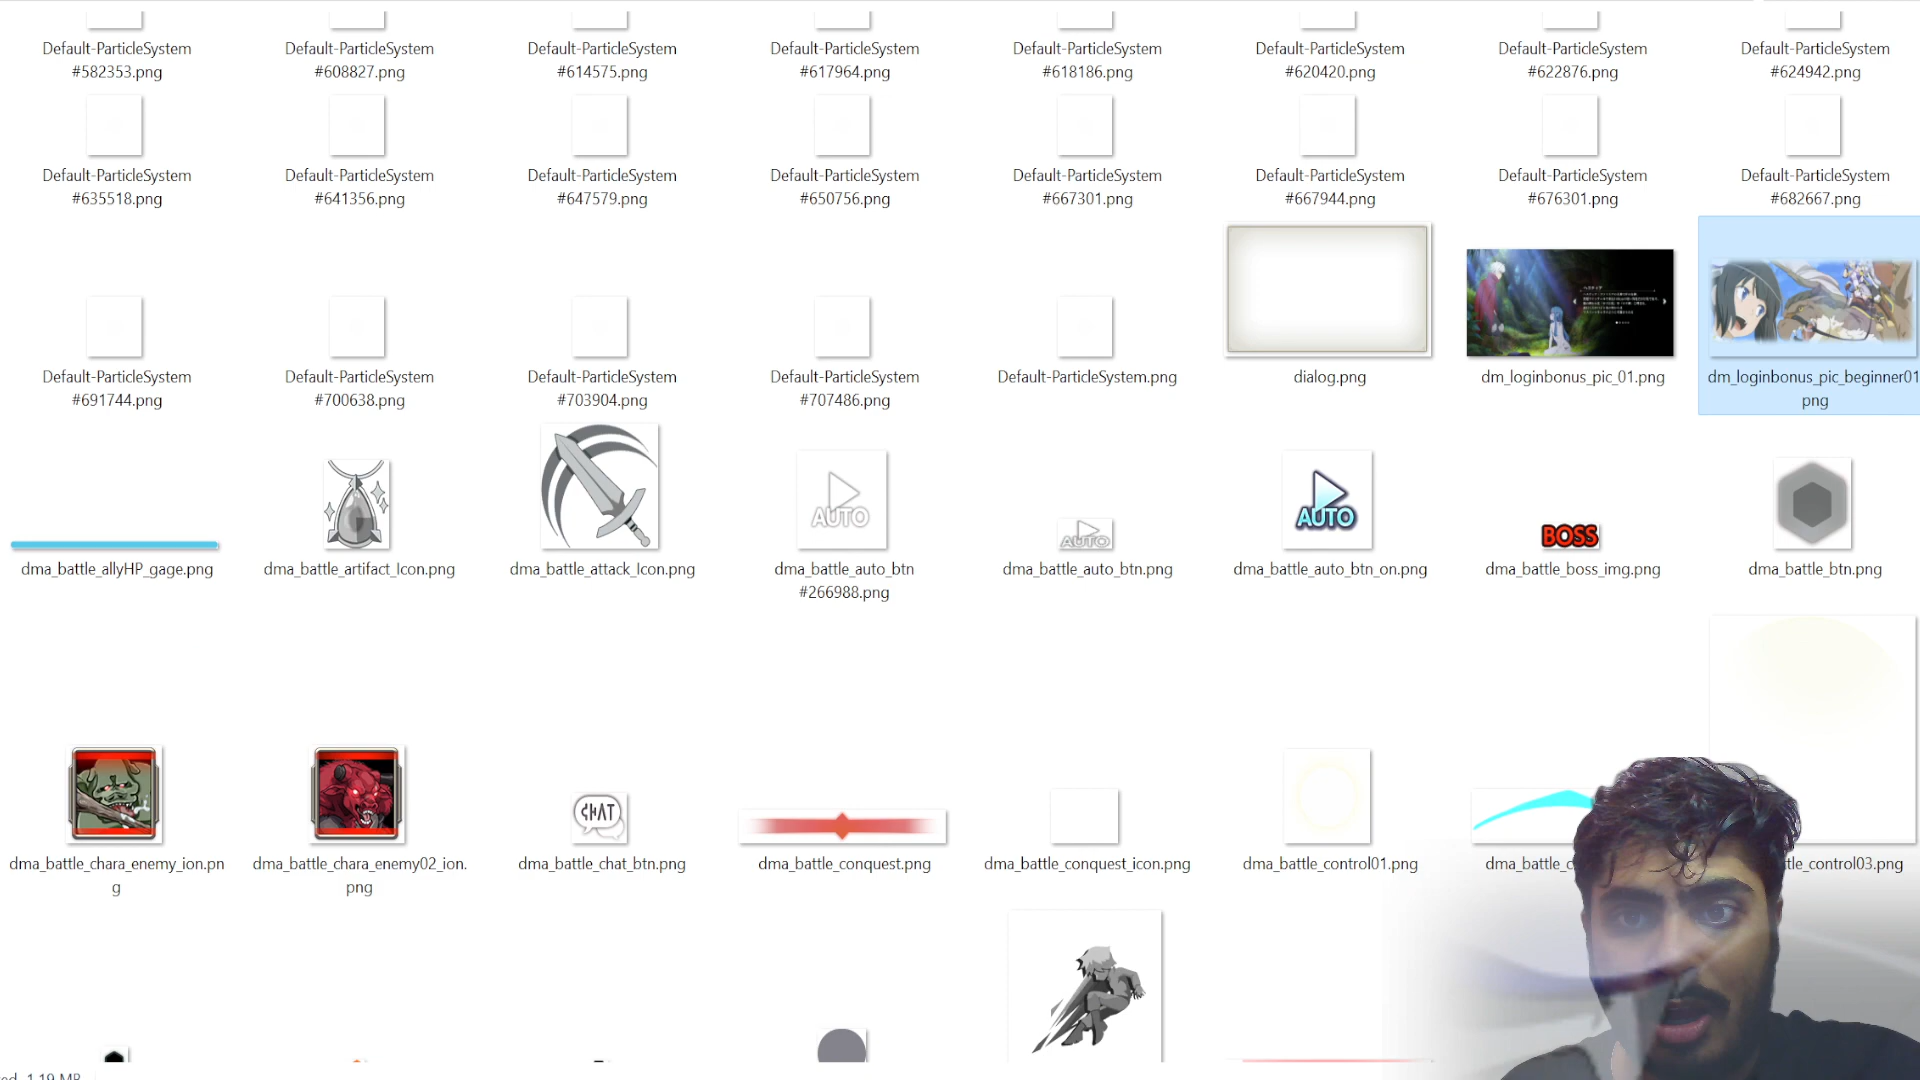 Default-ParticleSystem
#582353.png
Default-ParticleSystem
#608827.png
Default-ParticleSystem
#614575.png
Default-ParticleSystem
#617964.png
Default-ParticleSystem
#618186.png
Default-ParticleSystem
#620420.png
Default-ParticleSystem
#622876.png
Default-ParticleSystem
#624942.png
Default-ParticleSystem
#635518.png
Default-ParticleSystem
#641356.png
Default-ParticleSystem
#647579.png
Default-ParticleSystem
#650756.png
Default-ParticleSystem
#667301.png
Default-ParticleSystem
#667944.png
Default-ParticleSystem
#676301.png
Default-ParticleSystem
#682667.png
Default-ParticleSystem
#691744.png
Default-ParticleSystem
#700638.png
Default-ParticleSystem
#703904.png
Default-ParticleSystem
#707486.png
Default-ParticleSystem.png
dialog.png
dm_loginbonus_pic_01.png
dm_loginbonus_pic_beginner01
png
AUTO
AUTO
AUTO
BOSS
dma_battle_allyHP_gage.png
dma_battle_artifact_Icon.png
dma_battle_attack_Icon.png
dma_battle_auto_btn
#266988.png
dma_battle_auto_btn.png
dma_battle_auto_btn_on.png
dma_battle_boss_img.png
dma_battle_btn.png
CHAT
dma_battle_chara_enemy_ion.pn
g
dma_battle_chara_enemy02_ion.
png
dma_battle_chat_btn.png
dma_battle_conquest.png
dma_battle_conquest_icon.png
dma_battle_control01.png
dma_battle_c
tle_control03.png
1.19 MB